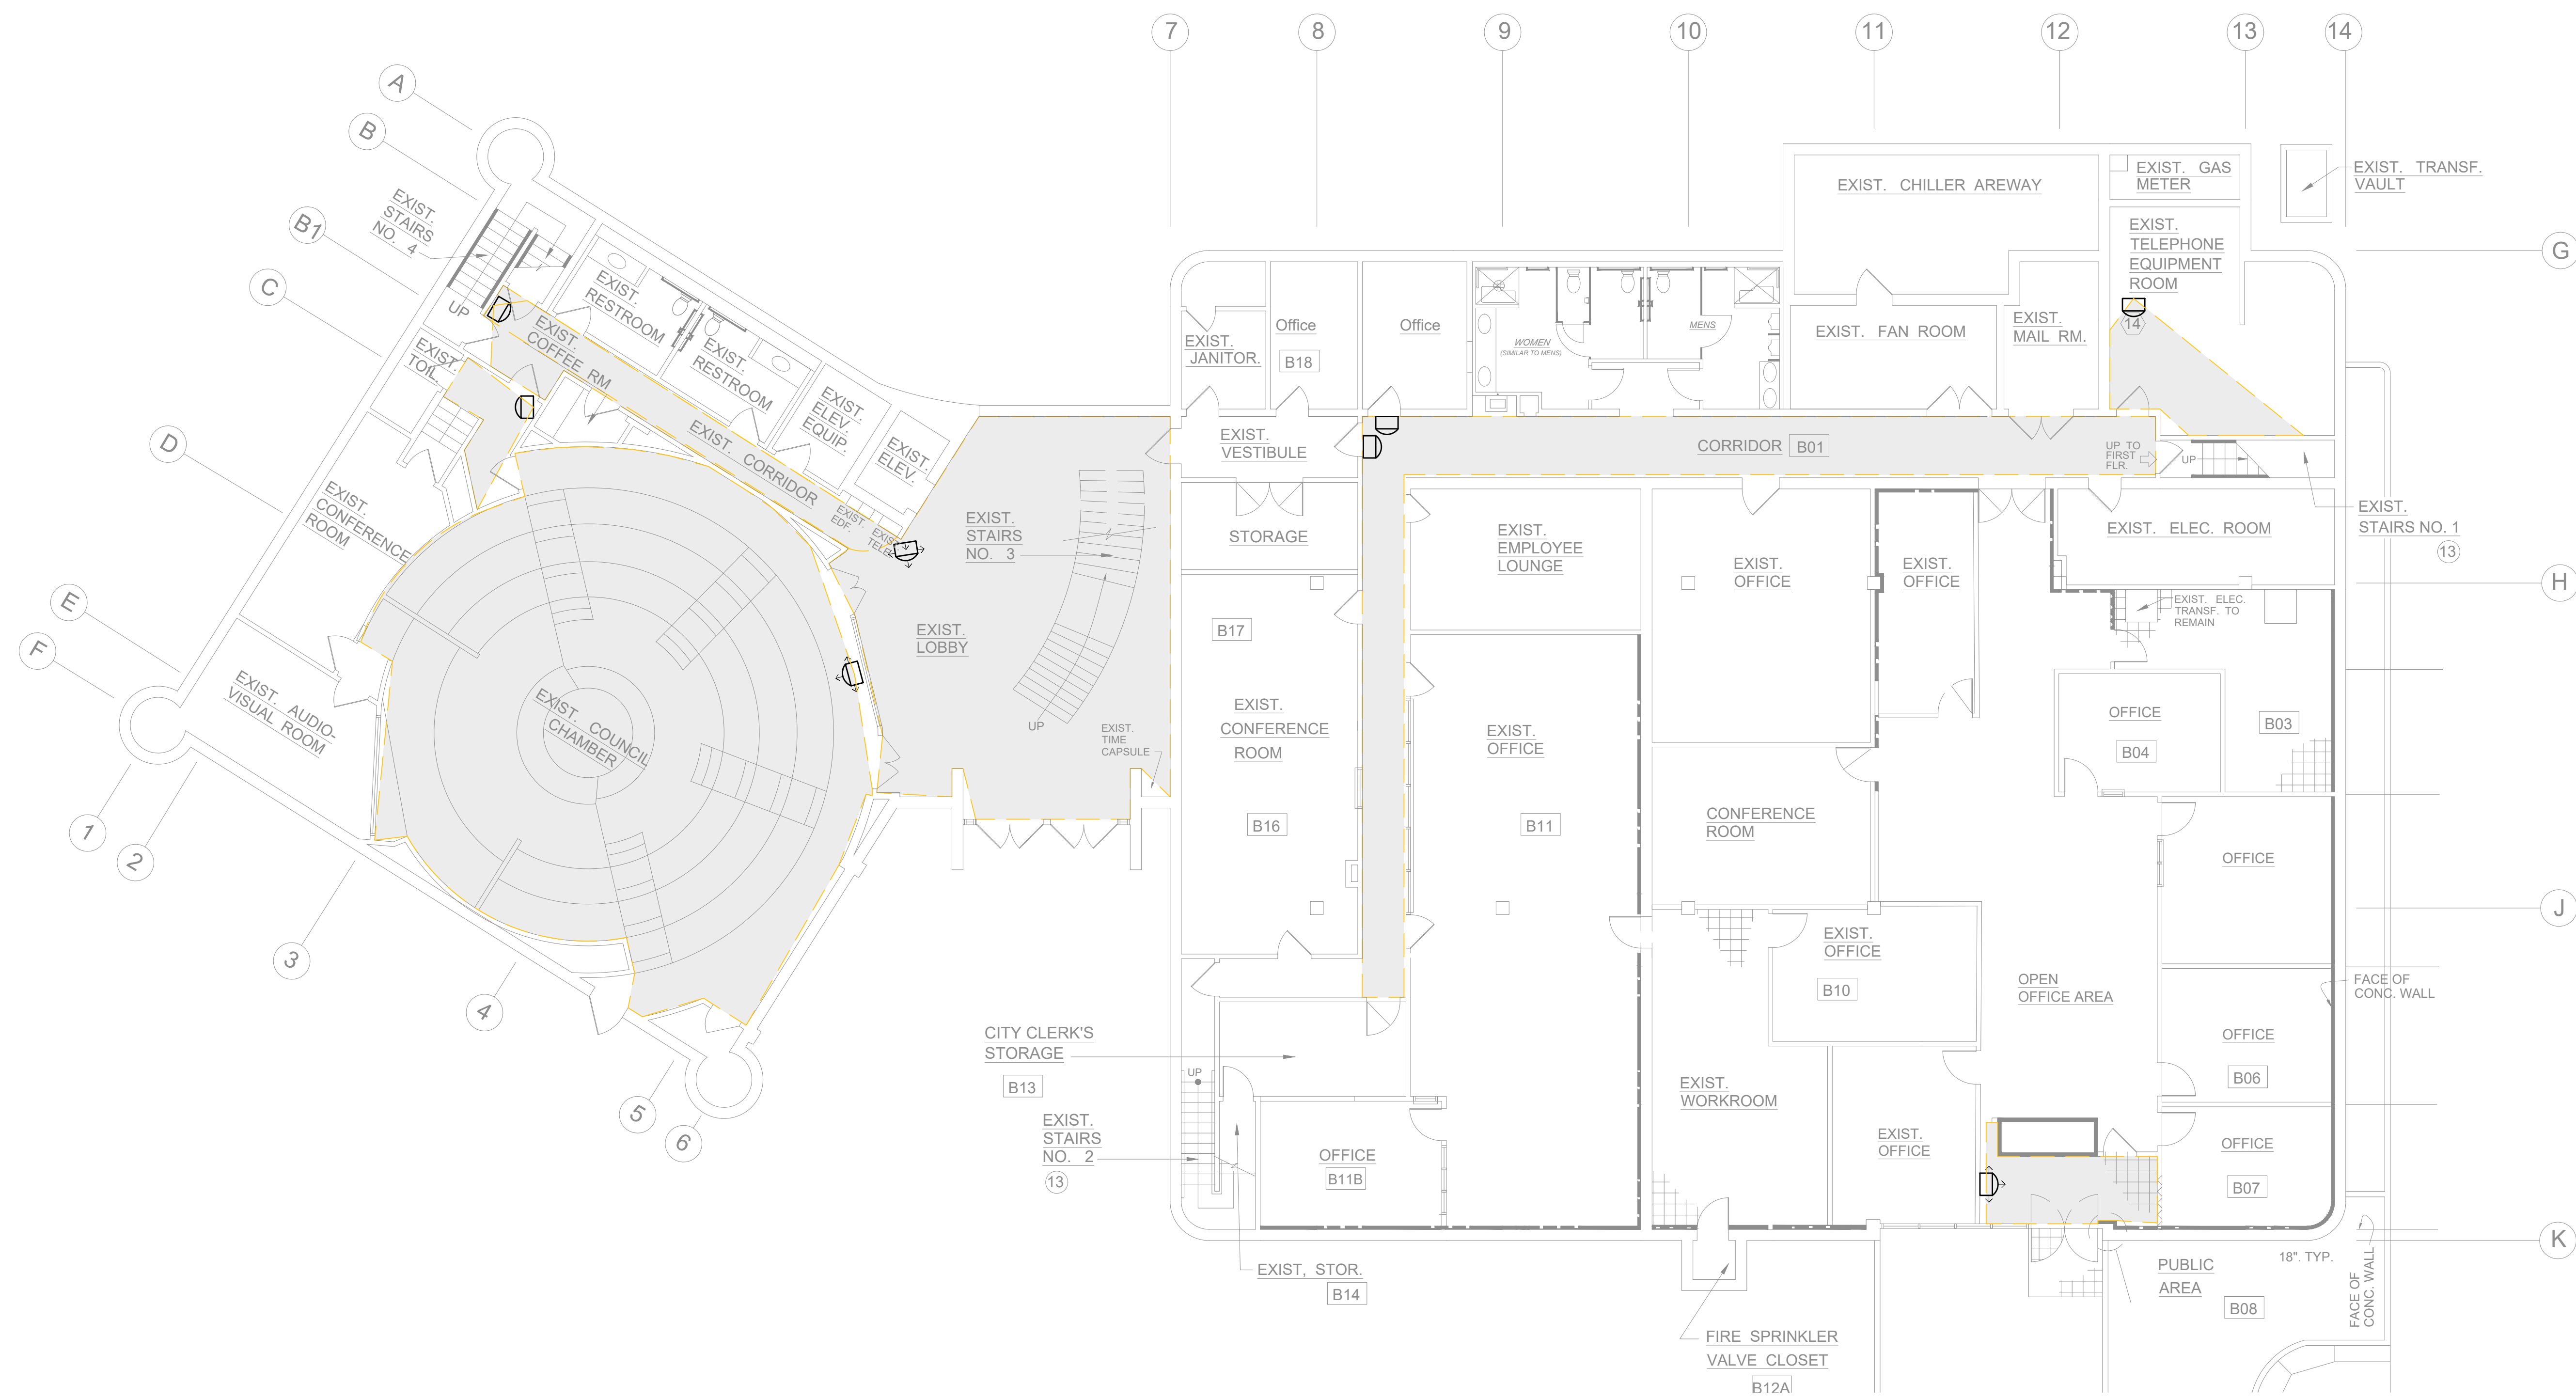 7
8
9
10
11
12
13
14
A
B
B1
C
D
E
F
1
2
3
4
5
6
G
H
J
K
EXIST.
STAIRS
NO. 4
UP
EXIST.
RESTROOM
EXIST.
COFFEE RM
EXIST.
TOIL.
EXIST.
RESTROOM
EXIST.
ELEV.
EQUIP.
EXIST.
ELEV.
EXIST. CORRIDOR
EXIST.
EDF.
EXIST.
CONFERENCE
ROOM
EXIST. AUDIO-
VISUAL ROOM
EXIST. COUNCIL
CHAMBER
EXIST.
STAIRS
NO. 3
EXIST.
LOBBY
UP
EXIST.
TIME
CAPSULE
EXIST.
JANITOR.
Office
B18
Office
WOMEN
(SIMILAR TO MENS)
MENS
EXIST. CHILLER AREWAY
EXIST. FAN ROOM
EXIST.
MAIL RM.
EXIST. GAS
METER
EXIST.
TELEPHONE
EQUIPMENT
ROOM
14
EXIST. TRANSF.
VAULT
EXIST.
VESTIBULE
CORRIDOR B01
UP TO
FIRST
FLR.
UP
EXIST.
STAIRS NO. 1
13
STORAGE
EXIST.
EMPLOYEE
LOUNGE
EXIST.
OFFICE
EXIST.
OFFICE
EXIST. ELEC. ROOM
EXIST. ELEC.
TRANSF. TO
REMAIN
B17
EXIST.
CONFERENCE
ROOM
B16
EXIST.
OFFICE
B11
CONFERENCE
ROOM
OFFICE
B04
B03
OFFICE
EXIST.
OFFICE
B10
OPEN
OFFICE AREA
FACE OF
CONC. WALL
OFFICE
B06
CITY CLERK'S
STORAGE
B13
UP
EXIST.
STAIRS
NO. 2
13
OFFICE
B11B
EXIST.
WORKROOM
EXIST.
OFFICE
OFFICE
B07
EXIST, STOR.
B14
FIRE SPRINKLER
VALVE CLOSET
B12A
PUBLIC
AREA
B08
18". TYP.
FACE OF
CONC. WALL